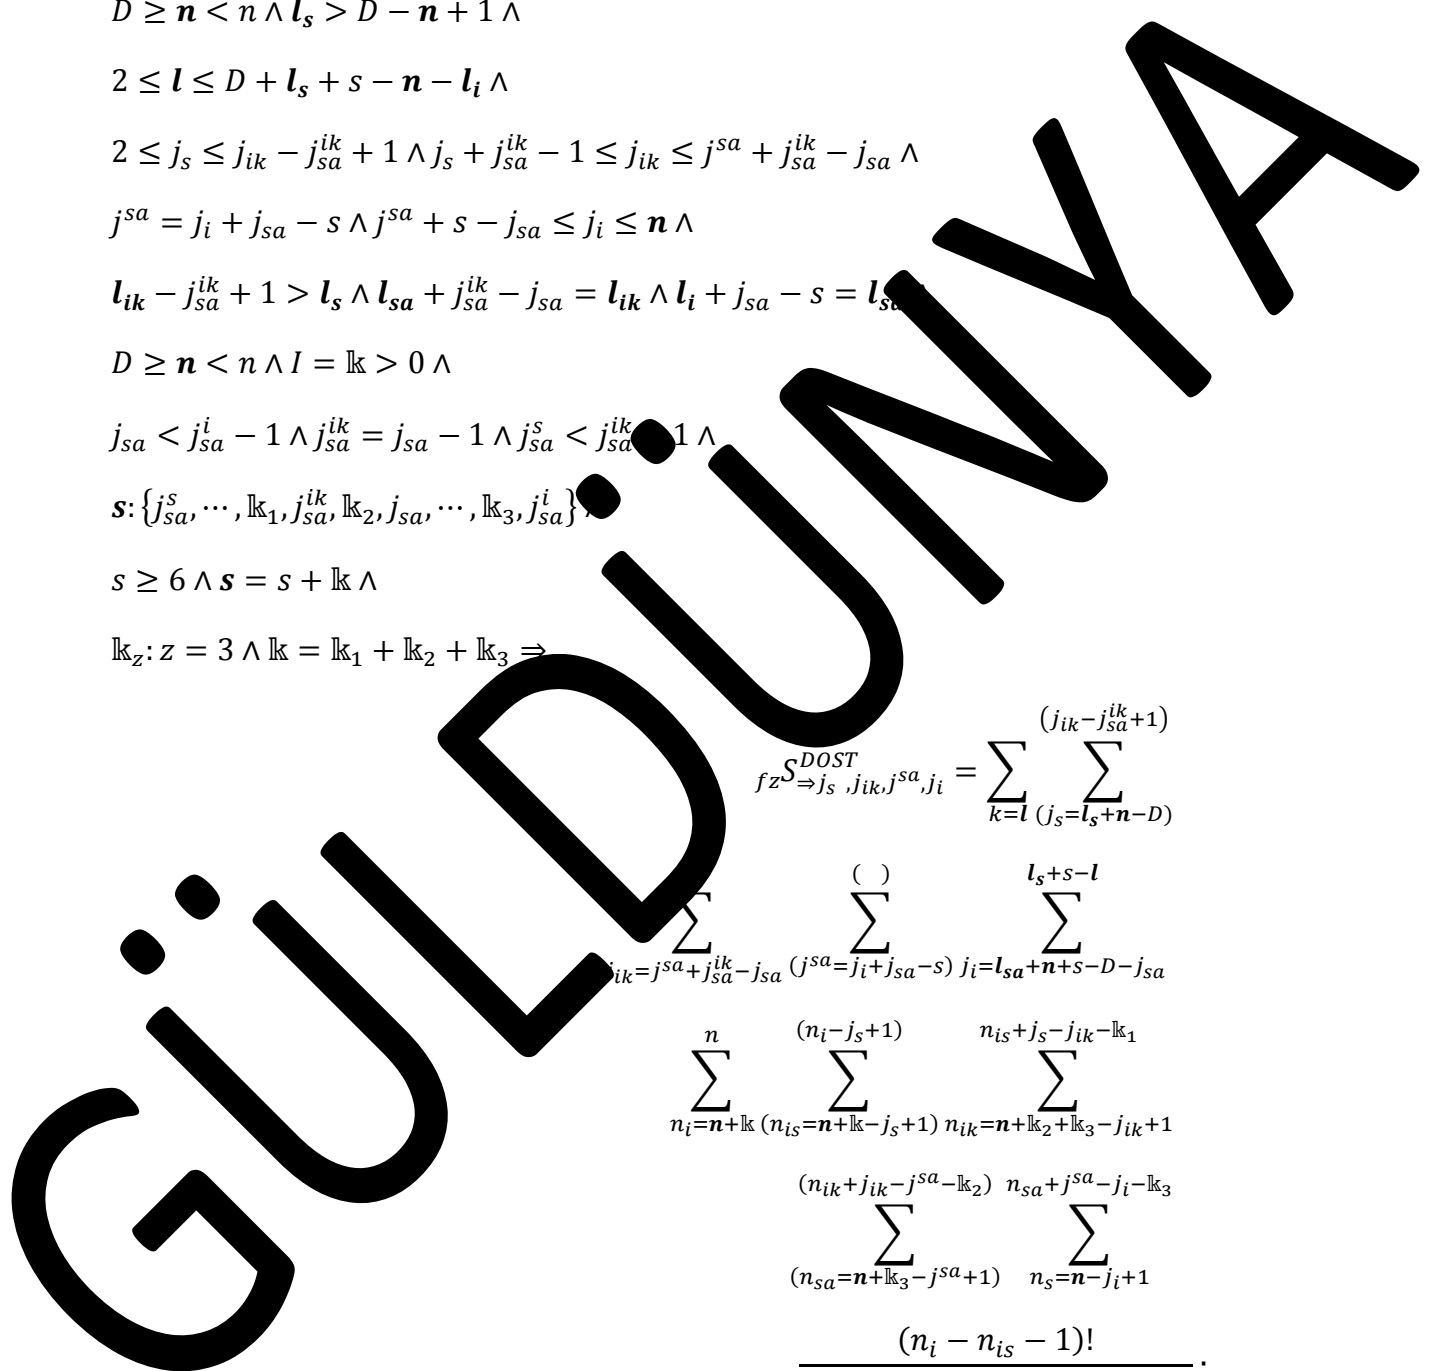 D ≥ n < n ∧ l_s > D − n + 1 ∧
2 ≤ l ≤ D + l_s + s − n − l_i ∧
2 ≤ j_s ≤ j_{ik} − j_{sa}^{ik} + 1 ∧ j_s + j_{sa}^{ik} − 1 ≤ j_{ik} ≤ j^{sa} + j_{sa}^{ik} − j_{sa} ∧
j^{sa} = j_i + j_{sa} − s ∧ j^{sa} + s − j_{sa} ≤ j_i ≤ n ∧
l_{ik} − j_{sa}^{ik} + 1 > l_s ∧ l_{sa} + j_{sa}^{ik} − j_{sa} = l_{ik} ∧ l_i + j_{sa} − s = l_{sa} ∧
D ≥ n < n ∧ I = 𝕜 > 0 ∧
j_{sa} < j_{sa}^{i} − 1 ∧ j_{sa}^{ik} = j_{sa} − 1 ∧ j_{sa}^{s} < j_{sa}^{ik} − 1 ∧
s: {j_{sa}^{s}, ⋯ , 𝕜_1, j_{sa}^{ik}, 𝕜_2, j_{sa}, ⋯ , 𝕜_3, j_{sa}^{i}} ∧
s ≥ 6 ∧ s = s + 𝕜 ∧
𝕜_z: z = 3 ∧ 𝕜 = 𝕜_1 + 𝕜_2 + 𝕜_3 ⇒
_{fz}S_{⇒j_s ,j_{ik},j^{sa},j_i}^{DOST} = ∑_{k=l} ∑_{(j_s=l_s+n−D)}^{(j_{ik}−j_{sa}^{ik}+1)}
∑_{j_{ik}=j^{sa}+j_{sa}^{ik}−j_{sa}} ∑_{(j^{sa}=j_i+j_{sa}−s)}^{( )} ∑_{j_i=l_{sa}+n+s−D−j_{sa}}^{l_s+s−l}
∑_{n_i=n+𝕜}^{n} ∑_{(n_{is}=n+𝕜−j_s+1)}^{(n_i−j_s+1)} ∑_{n_{ik}=n+𝕜_2+𝕜_3−j_{ik}+1}^{n_{is}+j_s−j_{ik}−𝕜_1}
∑_{(n_{sa}=n+𝕜_3−j^{sa}+1)}^{(n_{ik}+j_{ik}−j^{sa}−𝕜_2)} ∑_{n_s=n−j_i+1}^{n_{sa}+j^{sa}−j_i−𝕜_3}
(n_i − n_{is} − 1)! .
GÜLDÜNYA